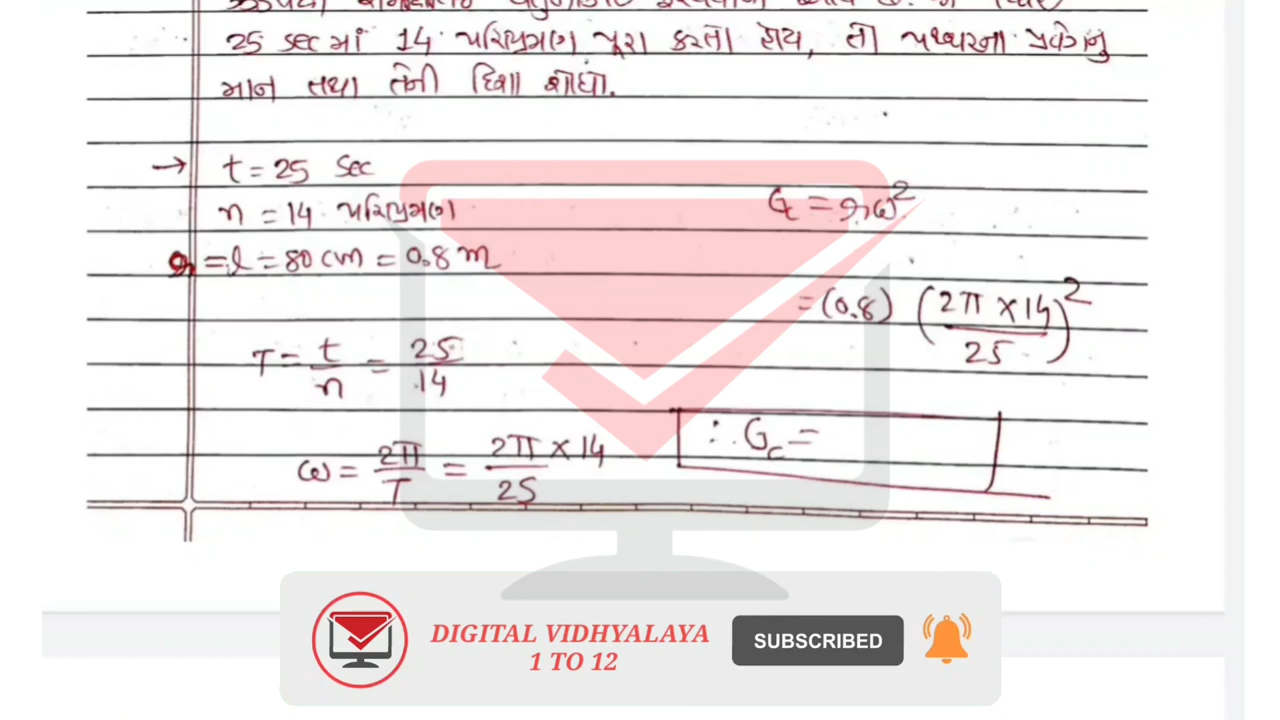 25 sec માં 14 પરિભ્રમણ પૂરા કરતો હોય, તો પથ્થરના પ્રવેગનું
માન તથા તેની દિશા શોધો.
→ t = 25 sec
n = 14 પરિભ્રમણ
r = l = 80 cm = 0.8 m
T = t/n = 25/14
ω = 2π/T = 2π × 14/25
a_c = rω²
= (0.8) (2π × 14/25)²
∴ a_c =
DIGITAL VIDHYALAYA
1 TO 12
SUBSCRIBED